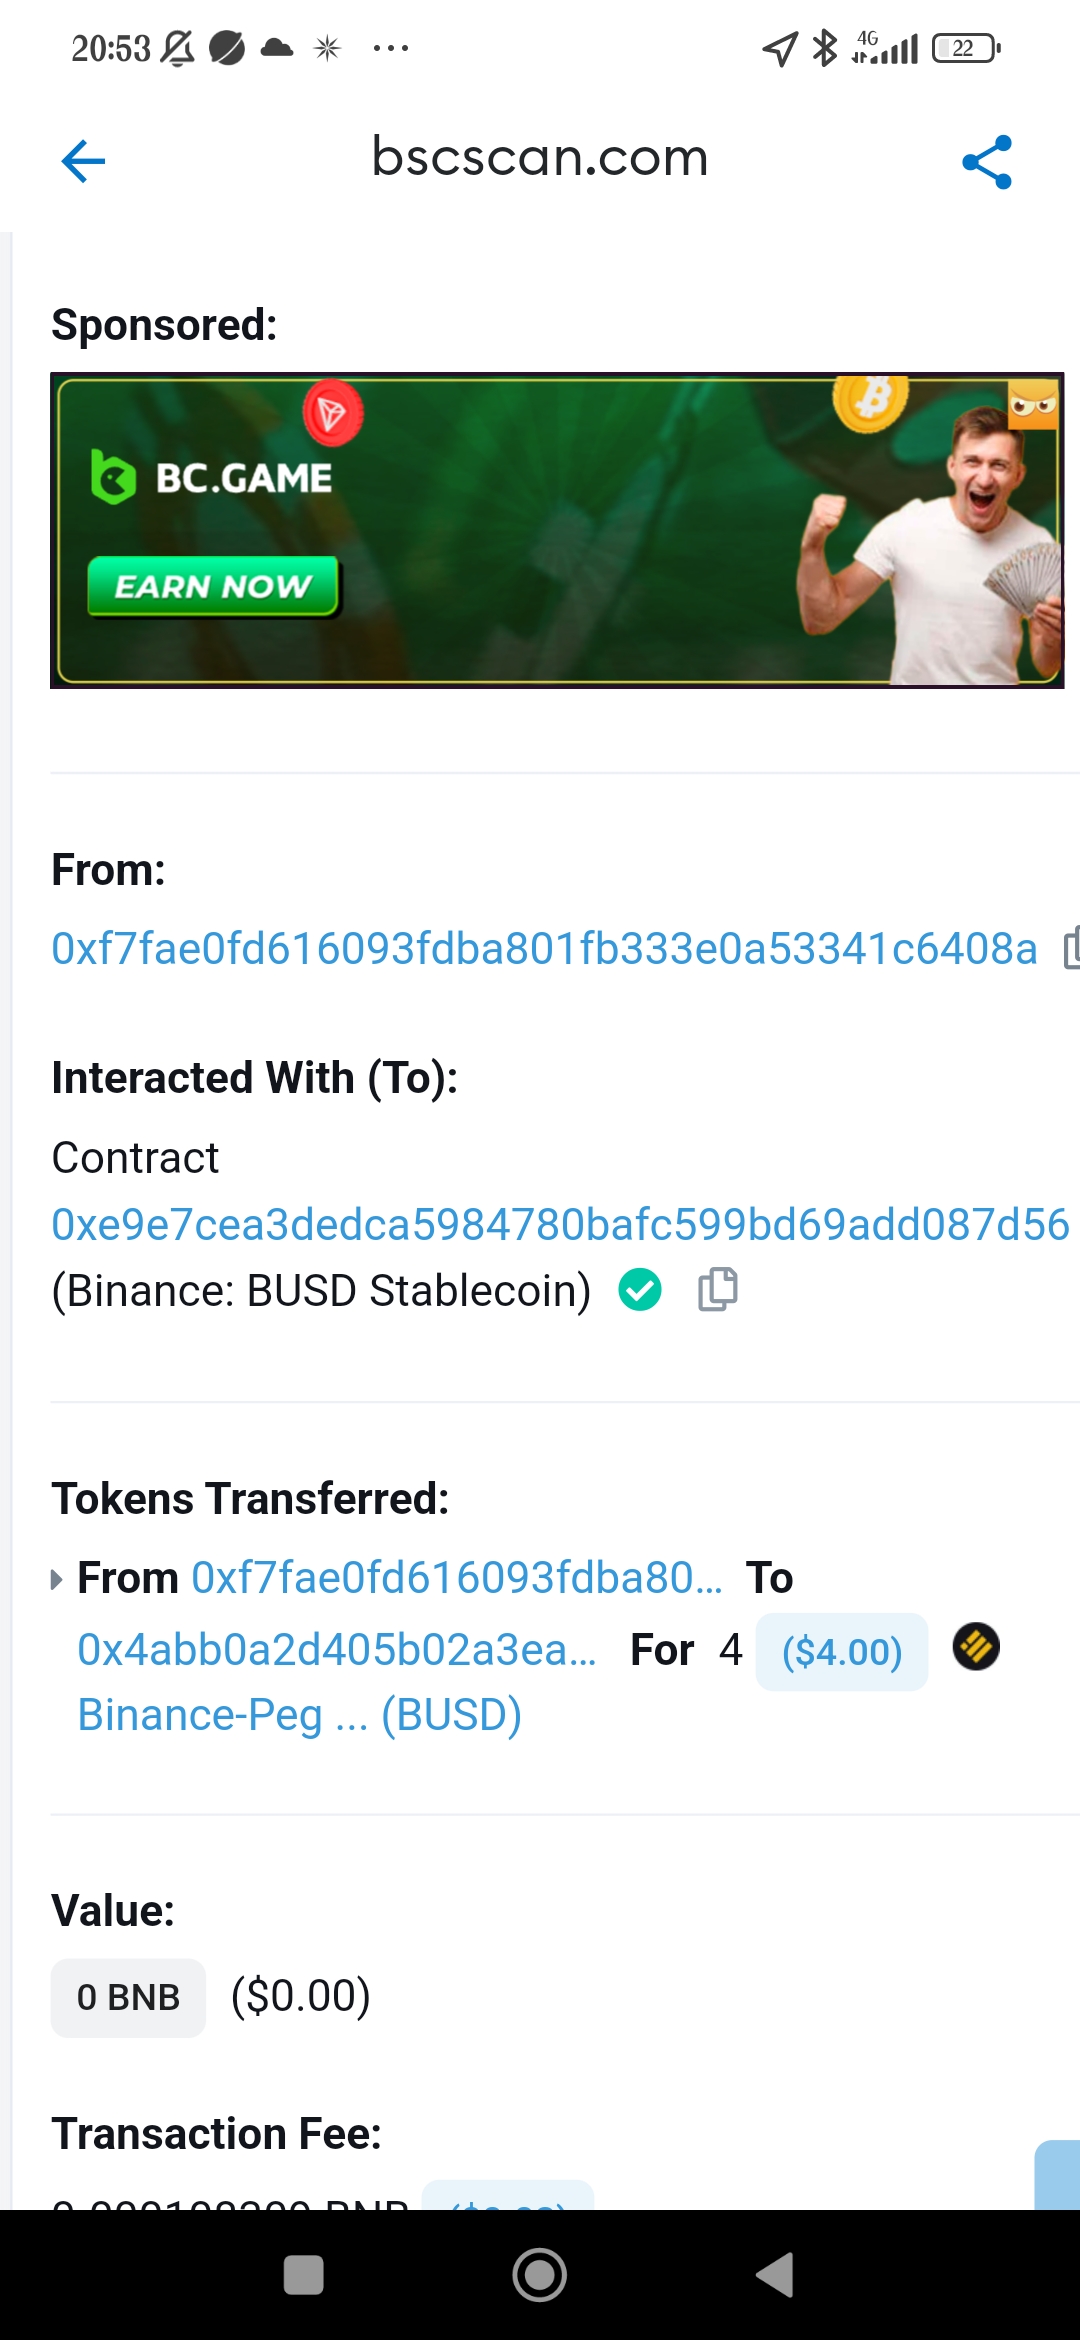 20:53
4G
22
bscscan.com
Sponsored:
BC.GAME
EARN NOW
From:
0xf7fae0fd616093fdba801fb333e0a53341c6408a
Interacted With (To):
Contract
0xe9e7cea3dedca5984780bafc599bd69add087d56
(Binance: BUSD Stablecoin)
Tokens Transferred:
From 0xf7fae0fd616093fdba80... To
0x4abb0a2d405b02a3ea... For 4 ($4.00)
Binance-Peg ... (BUSD)
Value:
0 BNB ($0.00)
Transaction Fee:
BNB